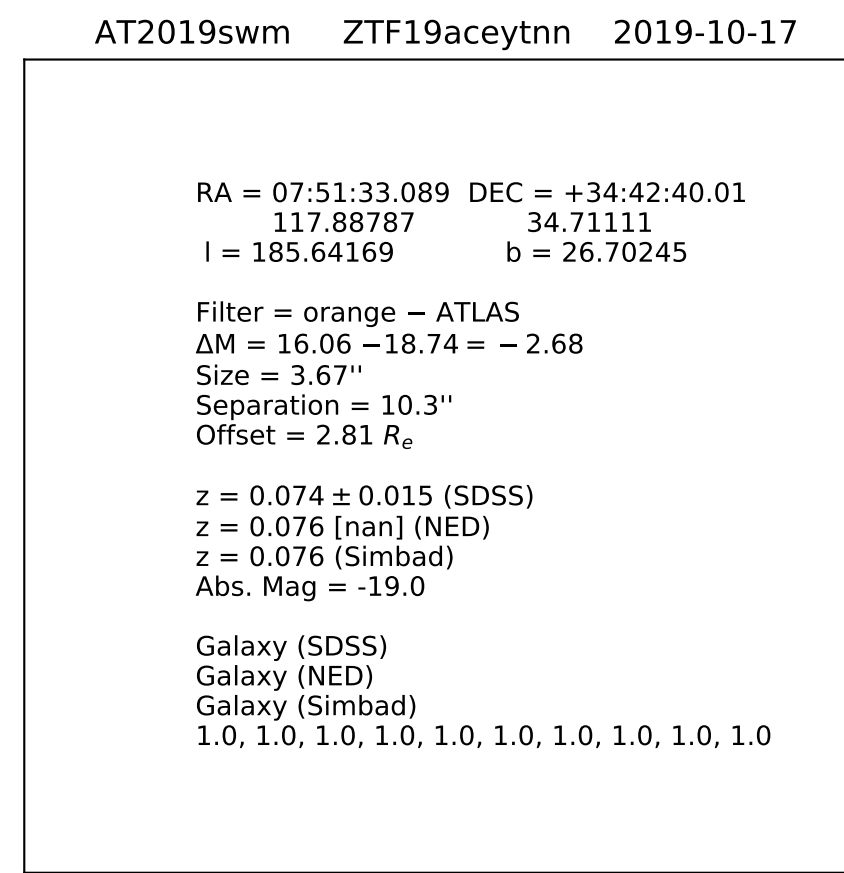 AT2019swm ZTF19aceytnn 2019-10-17
RA = 07:51:33.089 DEC = +34:42:40.01
117.88787 34.71111
l = 185.64169 b = 26.70245
Filter = orange − ATLAS
ΔM = 16.06 −18.74 = − 2.68
Size = 3.67''
Separation = 10.3''
Offset = 2.81 Rₑ
z = 0.074 ± 0.015 (SDSS)
z = 0.076 [nan] (NED)
z = 0.076 (Simbad)
Abs. Mag = -19.0
Galaxy (SDSS)
Galaxy (NED)
Galaxy (Simbad)
1.0, 1.0, 1.0, 1.0, 1.0, 1.0, 1.0, 1.0, 1.0, 1.0